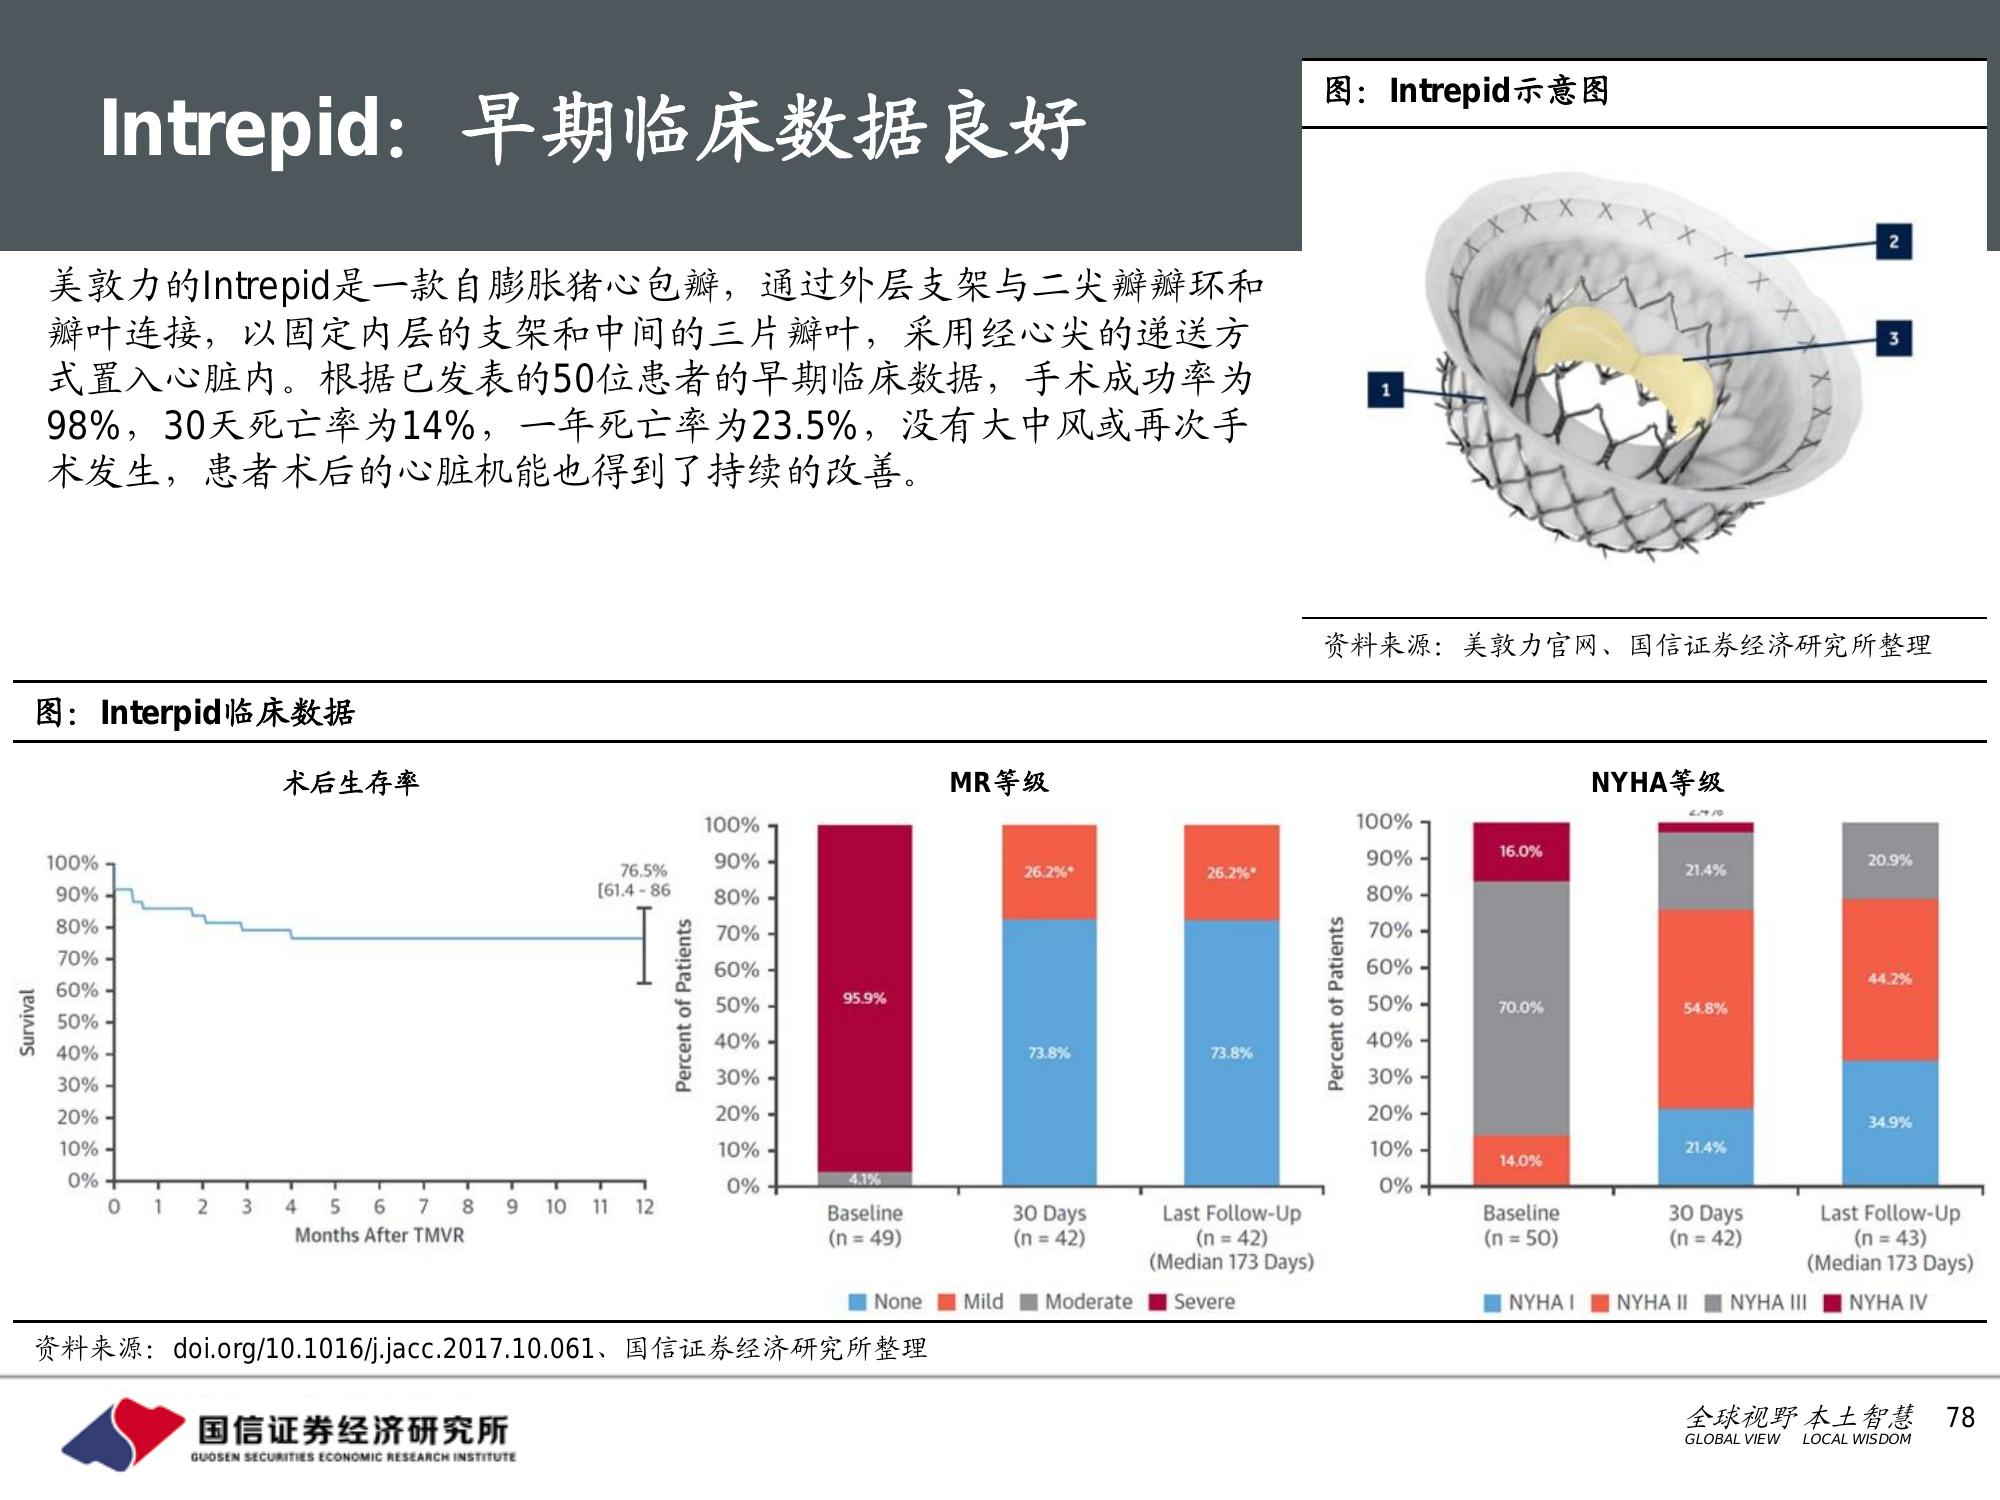 Intrepid：早期临床数据良好
图：Intrepid示意图
1
2
3
资料来源：美敦力官网、国信证券经济研究所整理
美敦力的Intrepid是一款自膨胀猪心包瓣，通过外层支架与二尖瓣瓣环和
瓣叶连接，以固定内层的支架和中间的三片瓣叶，采用经心尖的递送方
式置入心脏内。根据已发表的50位患者的早期临床数据，手术成功率为
98%，30天死亡率为14%，一年死亡率为23.5%，没有大中风或再次手
术发生，患者术后的心脏机能也得到了持续的改善。
图：Interpid临床数据
术后生存率
Survival
100%
90%
80%
70%
60%
50%
40%
30%
20%
10%
0%
76.5%
[61.4 - 86
0 1 2 3 4 5 6 7 8 9 10 11 12
Months After TMVR
MR等级
Percent of Patients
100%
90%
80%
70%
60%
50%
40%
30%
20%
10%
0%
95.9%
4.1%
26.2%*
73.8%
26.2%*
73.8%
Baseline 30 Days Last Follow-Up
(n = 49) (n = 42) (n = 42)
(Median 173 Days)
None Mild Moderate Severe
NYHA等级
Percent of Patients
100%
90%
80%
70%
60%
50%
40%
30%
20%
10%
0%
16.0%
70.0%
14.0%
2.4%
21.4%
54.8%
21.4%
20.9%
44.2%
34.9%
Baseline 30 Days Last Follow-Up
(n = 50) (n = 42) (n = 43)
(Median 173 Days)
NYHA I NYHA II NYHA III NYHA IV
资料来源：doi.org/10.1016/j.jacc.2017.10.061、国信证券经济研究所整理
国信证券经济研究所
GUOSEN SECURITIES ECONOMIC RESEARCH INSTITUTE
全球视野 本土智慧
GLOBAL VIEW LOCAL WISDOM
78